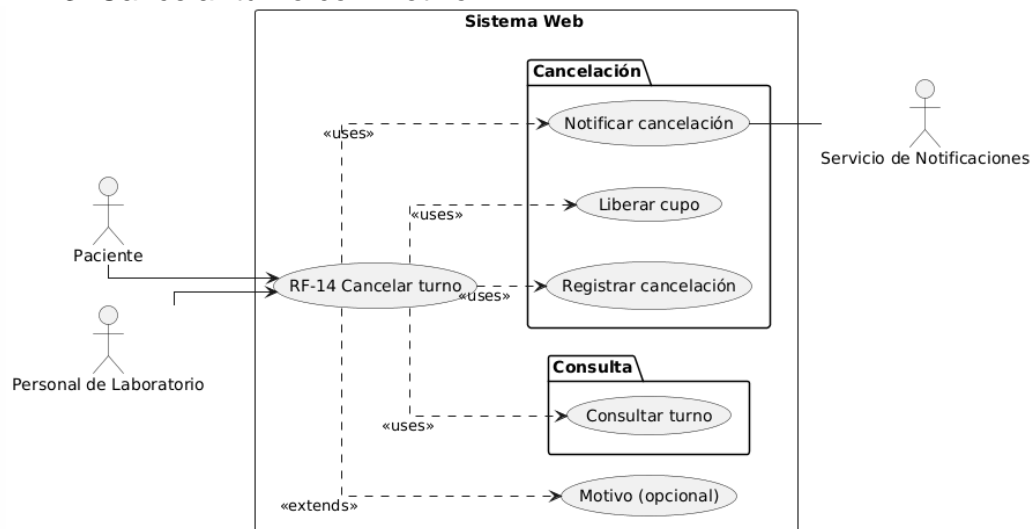 Sistema Web
Cancelación
Notificar cancelación
«uses»
Servicio de Notificaciones
Liberar cupo
«uses»
Paciente
RF-14 Cancelar turno
«uses»
Registrar cancelación
Personal de Laboratorio
Consulta
Consultar turno
«uses»
Motivo (opcional)
«extends»